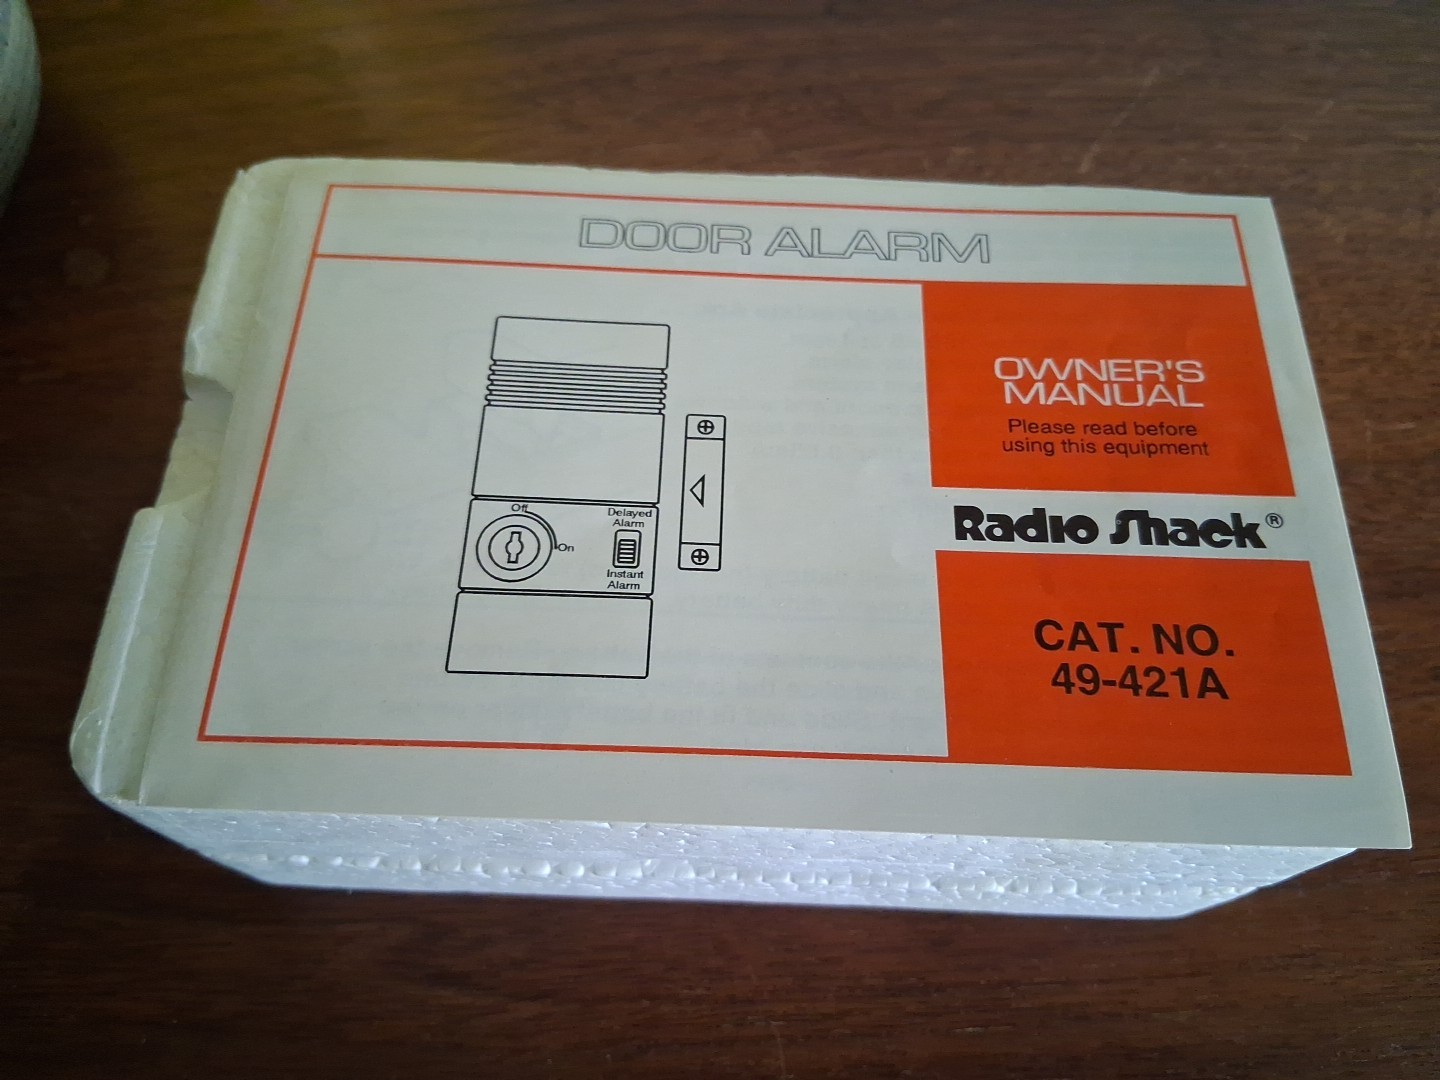 DOOR ALARM
OWNER'S
MANUAL
Please read before
using this equipment
Radio Shack®
CAT. NO.
49-421A
Off
On
Delayed
Alarm
Instant
Alarm